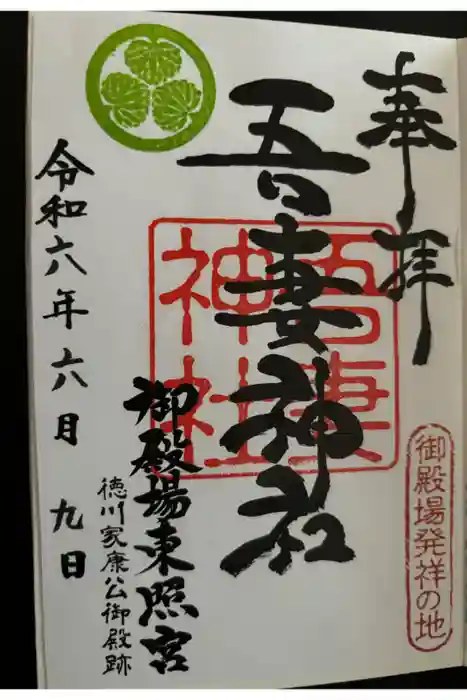 奉拝
御殿場発祥の地
吾妻神社
吾妻
神社
御殿場東照宮
徳川家康公御殿跡
令和六年六月九日